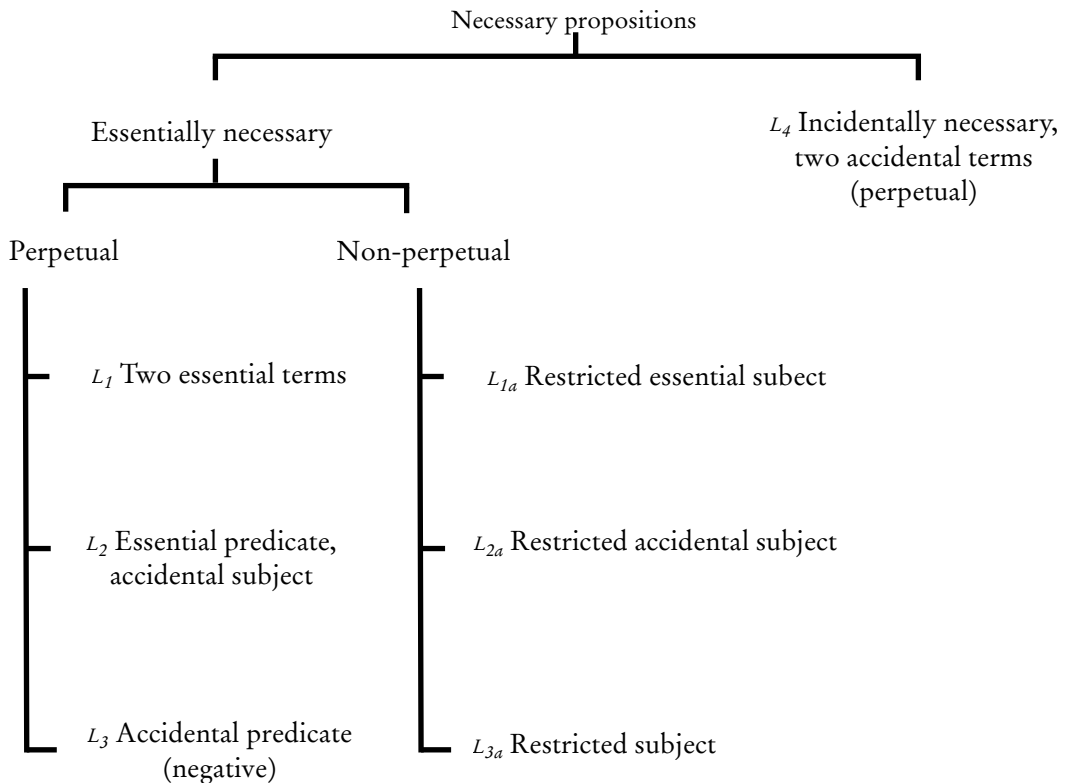 Necessary propositions
Essentially necessary
L4 Incidentally necessary,
two accidental terms
(perpetual)
Perpetual
Non-perpetual
L1 Two essential terms
L1a Restricted essential subect
L2 Essential predicate,
accidental subject
L2a Restricted accidental subject
L3 Accidental predicate
(negative)
L3a Restricted subject